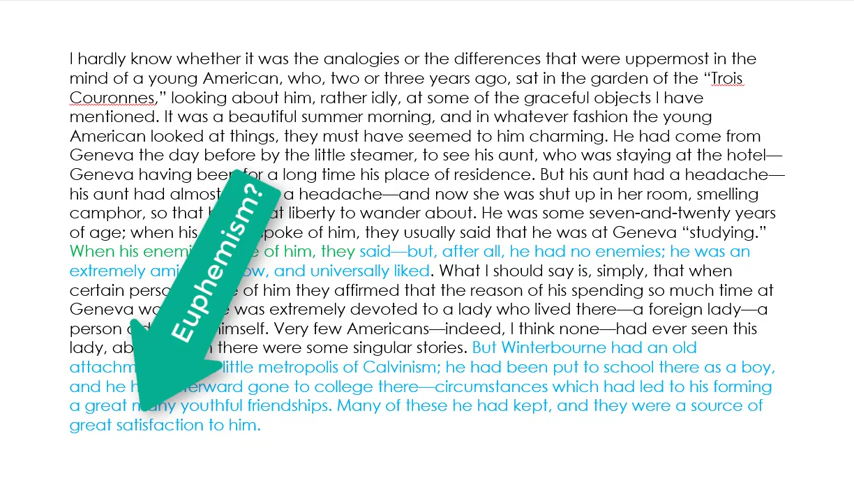 I hardly know whether it was the analogies or the differences that were uppermost in the
mind of a young American, who, two or three years ago, sat in the garden of the “Trois
Couronnes,” looking about him, rather idly, at some of the graceful objects I have
mentioned. It was a beautiful summer morning, and in whatever fashion the young
American looked at things, they must have seemed to him charming. He had come from
Geneva the day before by the little steamer, to see his aunt, who was staying at the hotel—
Geneva having been for a long time his place of residence. But his aunt had a headache—
his aunt had almost a headache—and now she was shut up in her room, smelling
camphor, so that at liberty to wander about. He was some seven-and-twenty years
of age; when his spoke of him, they usually said that he was at Geneva “studying.”
When his of him, they said—but, after all, he had no enemies; he was an
extremely and universally liked. What I should say is, simply, that when
certain of him they affirmed that the reason of his spending so much time at
Geneva was extremely devoted to a lady who lived there—a foreign lady—a
person himself. Very few Americans—indeed, I think none—had ever seen this
lady, there were some singular stories. But Winterbourne had an old
little metropolis of Calvinism; he had been put to school there as a boy,
and he gone to college there—circumstances which had led to his forming
a great many youthful friendships. Many of these he had kept, and they were a source of
great satisfaction to him.
Euphemism?